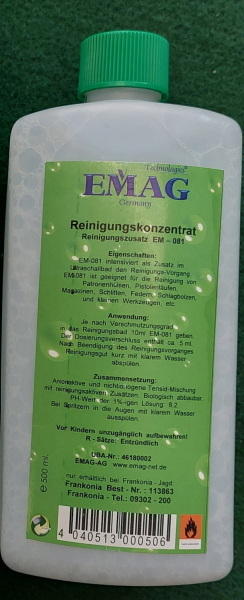 Technologies®
EMAG
Germany
Reinigungskonzentrat
Reinigungszusatz EM – 081
Eigenschaften:
EM-081 intensiviert als Zusatz im
Ultraschallbad den Reinigungs-Vorgang.
EM-081 ist geeignet für die Reinigung von
Patronenhülsen, Pistolenläufen,
Magazinen, Schlitten, Federn, Schlagbolzen,
und kleinen Werkzeugen, etc.
Anwendung:
Je nach Verschmutzungsgrad
in das Reinigungsbad 10ml EM-081 geben.
Der Dosierungsverschluss enthält ca. 5 ml.
Nach Beendigung des Reinigungsvorganges
Reinigungsgut kurz mit klarem Wasser
abspülen.
Zusammensetzung:
Anionaktive und nichtio.nogene Tensid-Mischung
mit reinigungsaktiven Zusätzen. Biologisch abbaubar.
PH-Wert der 1%-igen Lösung: 8.2
Bei Spritzern in die Augen mit klarem Wasser
ausspülen.
Vor Kindern unzugänglich aufbewahren!
R - Sätze: Entzündlich
UBA-Nr.: 46180002
EMAG-AG www.emag-net.de
nur erhältlich bei Frankonia - Jagd
Frankonia Best - Nr. : 113863
Frankonia - Tel.: 09302 - 200
e 500 ml.
4 040513 000506